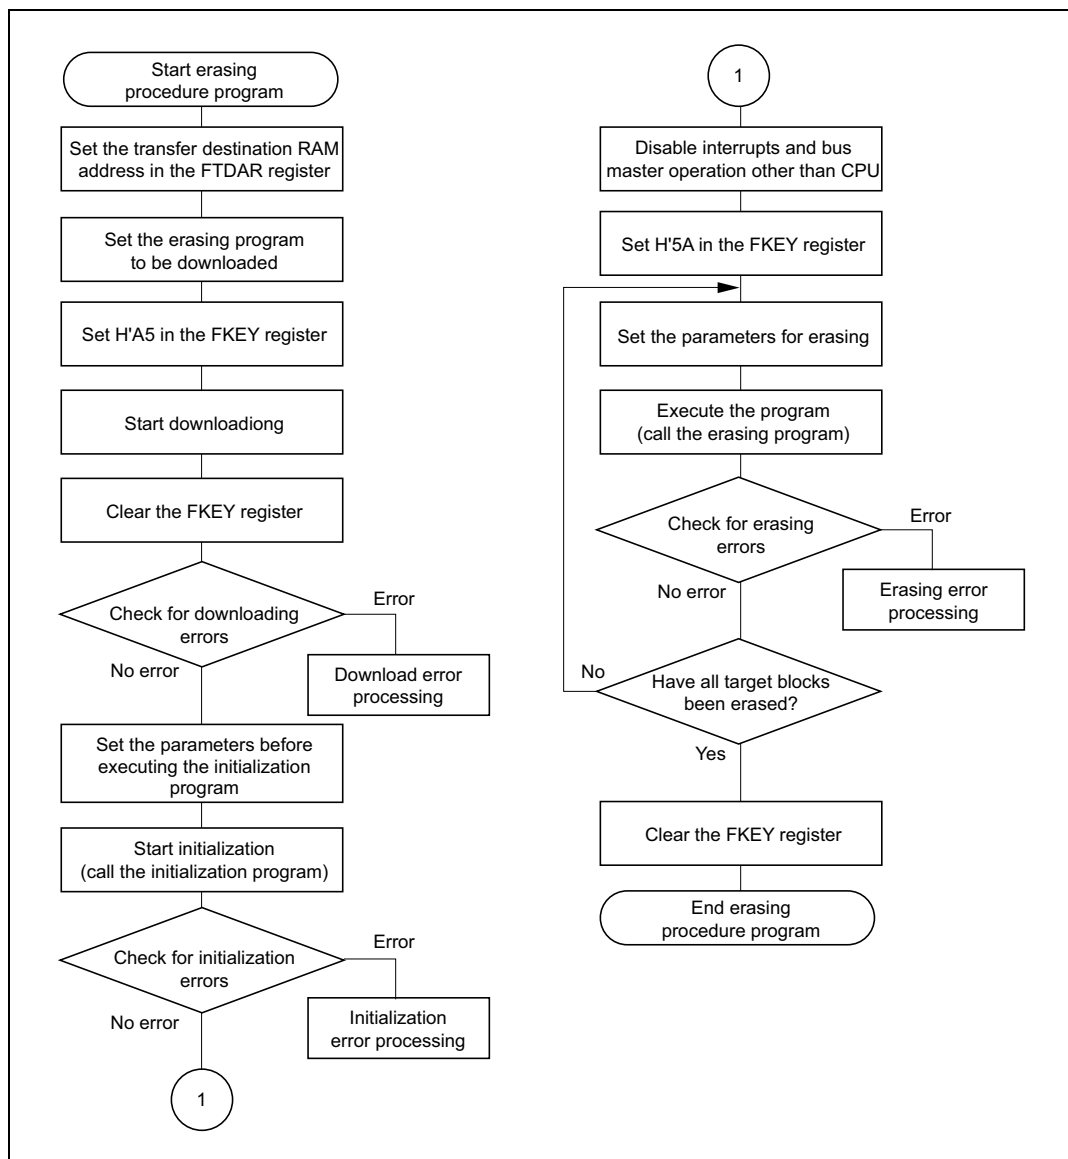 Start erasing
procedure program
Set the transfer destination RAM
address in the FTDAR register
Set the erasing program
to be downloaded
Set H'A5 in the FKEY register
Start downloadiong
Clear the FKEY register
Check for downloading
errors
Error
No error
Download error
processing
Set the parameters before
executing the initialization
program
Start initialization
(call the initialization program)
Check for initialization
errors
Error
No error
Initialization
error processing
1
1
Disable interrupts and bus
master operation other than CPU
Set H'5A in the FKEY register
Set the parameters for erasing
Execute the program
(call the erasing program)
Check for erasing
errors
Error
No error
Erasing error
processing
No
Have all target blocks
been erased?
Yes
Clear the FKEY register
End erasing
procedure program